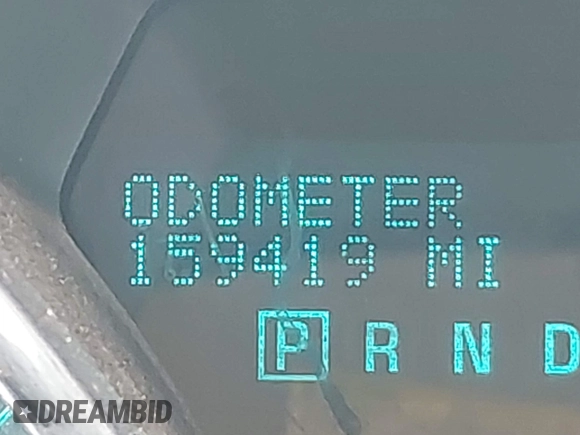 ODOMETER
159419 MI
P R N D
DREAMBID